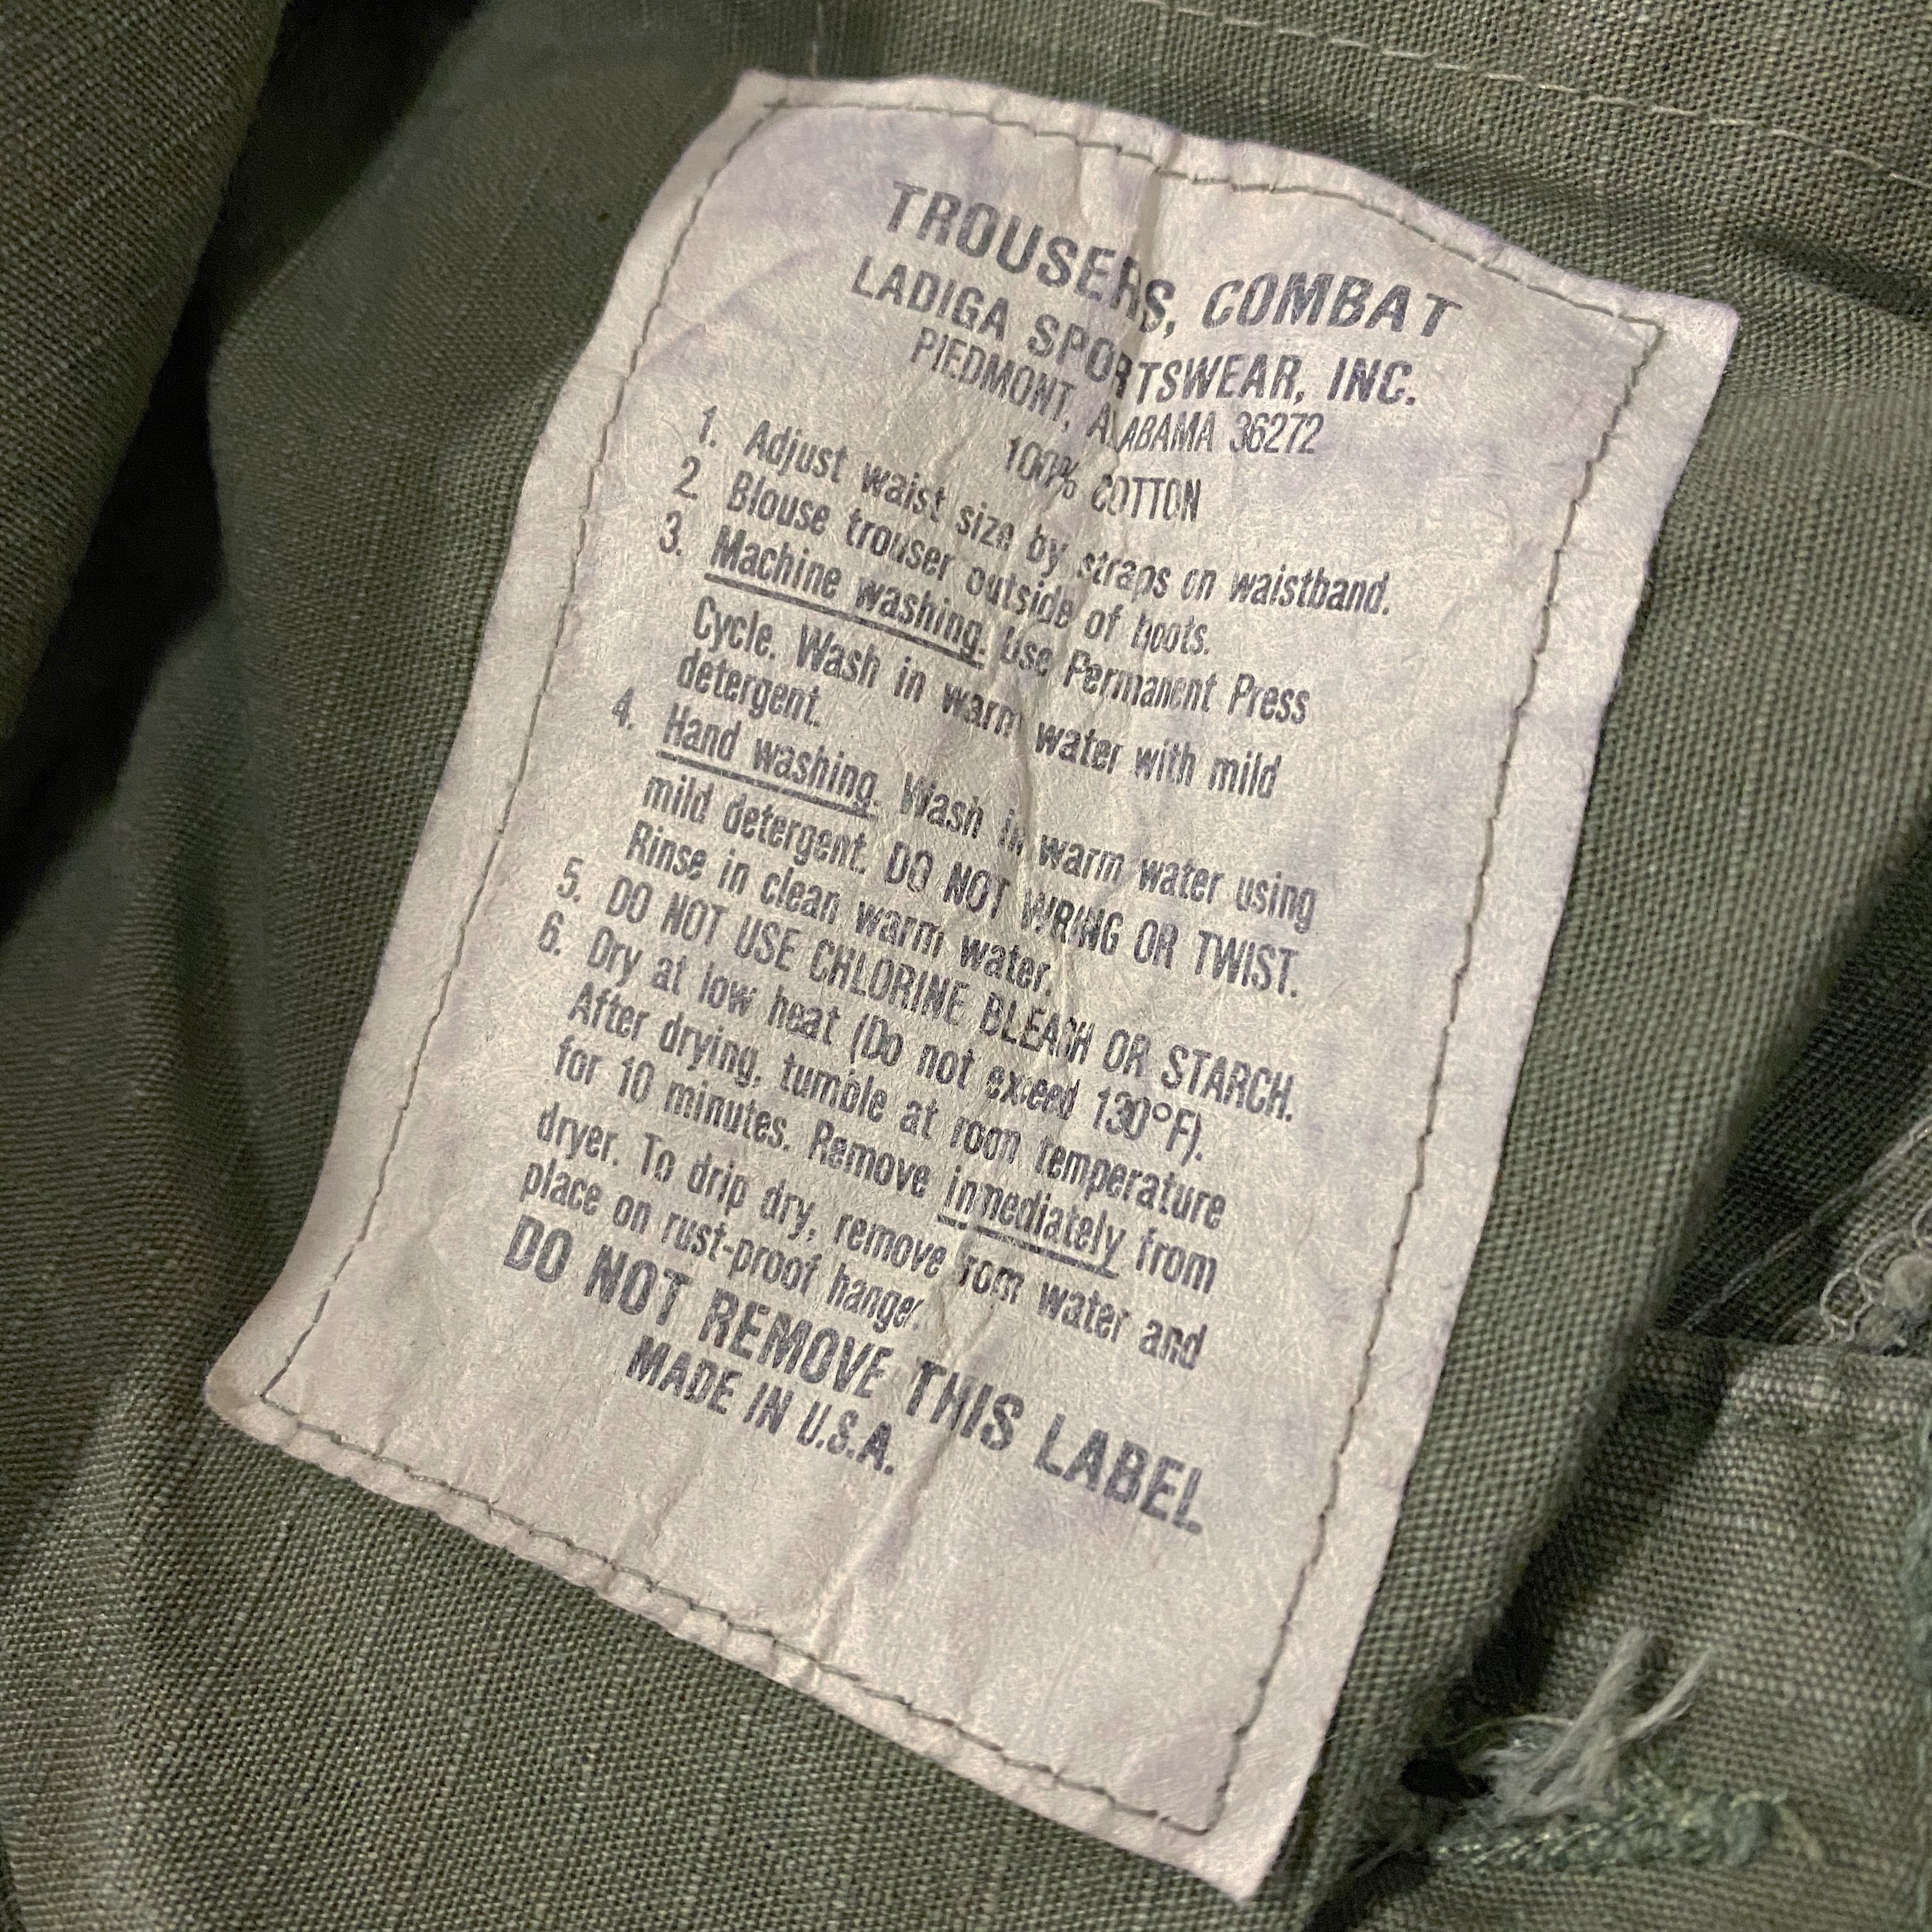 TROUSERS, COMBAT
LADIGA SPORTSWEAR, INC.
PIEDMONT, ALABAMA 36272
100% COTTON
1. Adjust waist size by straps on waistband.
2. Blouse trouser outside of boots.
3. Machine washing. Use Permanent Press
Cycle. Wash in warm water with mild
detergent.
4. Hand washing. Wash in warm water using
mild detergent. DO NOT WRING OR TWIST.
Rinse in clean warm water.
5. DO NOT USE CHLORINE BLEACH OR STARCH.
6. Dry at low heat (Do not exceed 130°F).
After drying, tumble at room temperature
for 10 minutes. Remove immediately from
dryer. To drip dry, remove from water and
place on rust-proof hanger.
DO NOT REMOVE THIS LABEL
MADE IN U.S.A.